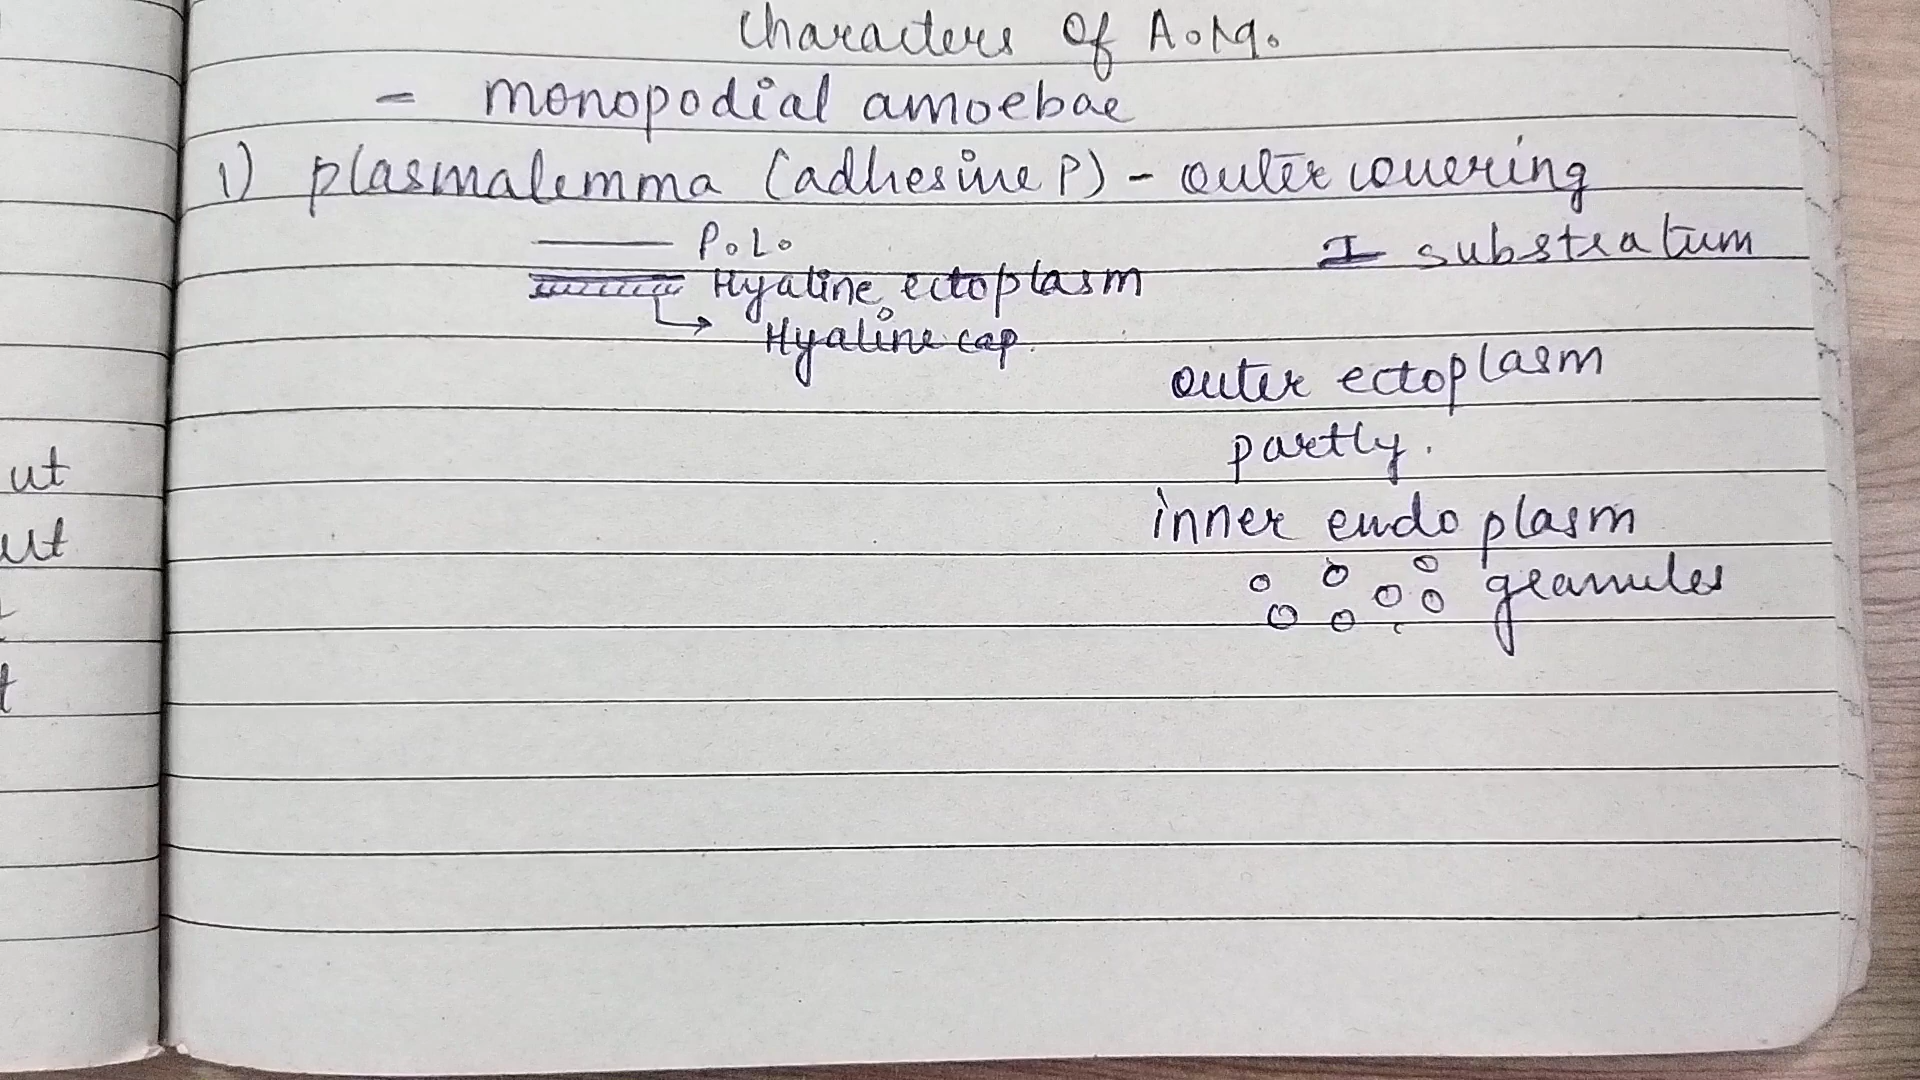 Characters of A.M.
- monopodial amoebae
1) plasmalemma (adhesive P) - outer covering
P.L.
I substratum
Hyaline ectoplasm
Hyaline cap.
outer ectoplasm
partly.
inner endoplasm
granules
ut
ut
t